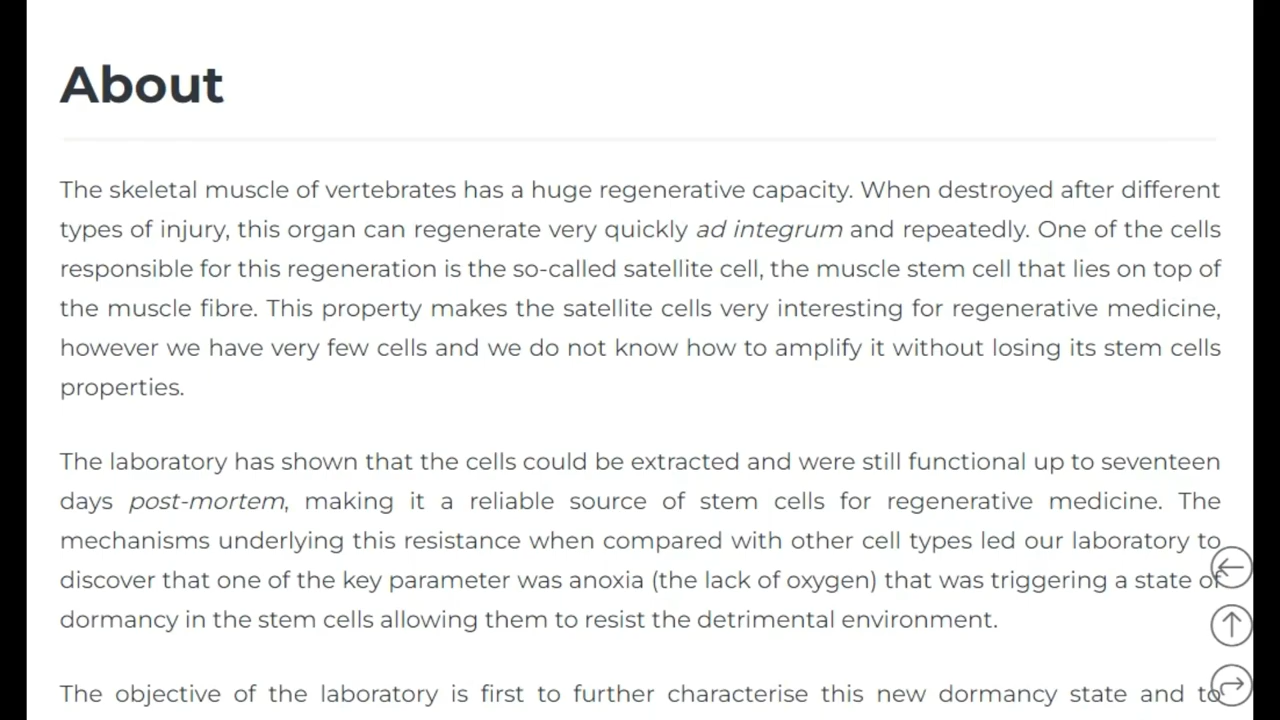 About
The skeletal muscle of vertebrates has a huge regenerative capacity. When destroyed after different
types of injury, this organ can regenerate very quickly ad integrum and repeatedly. One of the cells
responsible for this regeneration is the so-called satellite cell, the muscle stem cell that lies on top of
the muscle fibre. This property makes the satellite cells very interesting for regenerative medicine,
however we have very few cells and we do not know how to amplify it without losing its stem cells
properties.
The laboratory has shown that the cells could be extracted and were still functional up to seventeen
days post-mortem, making it a reliable source of stem cells for regenerative medicine. The
mechanisms underlying this resistance when compared with other cell types led our laboratory to
discover that one of the key parameter was anoxia (the lack of oxygen) that was triggering a state of
dormancy in the stem cells allowing them to resist the detrimental environment.
The objective of the laboratory is first to further characterise this new dormancy state and to